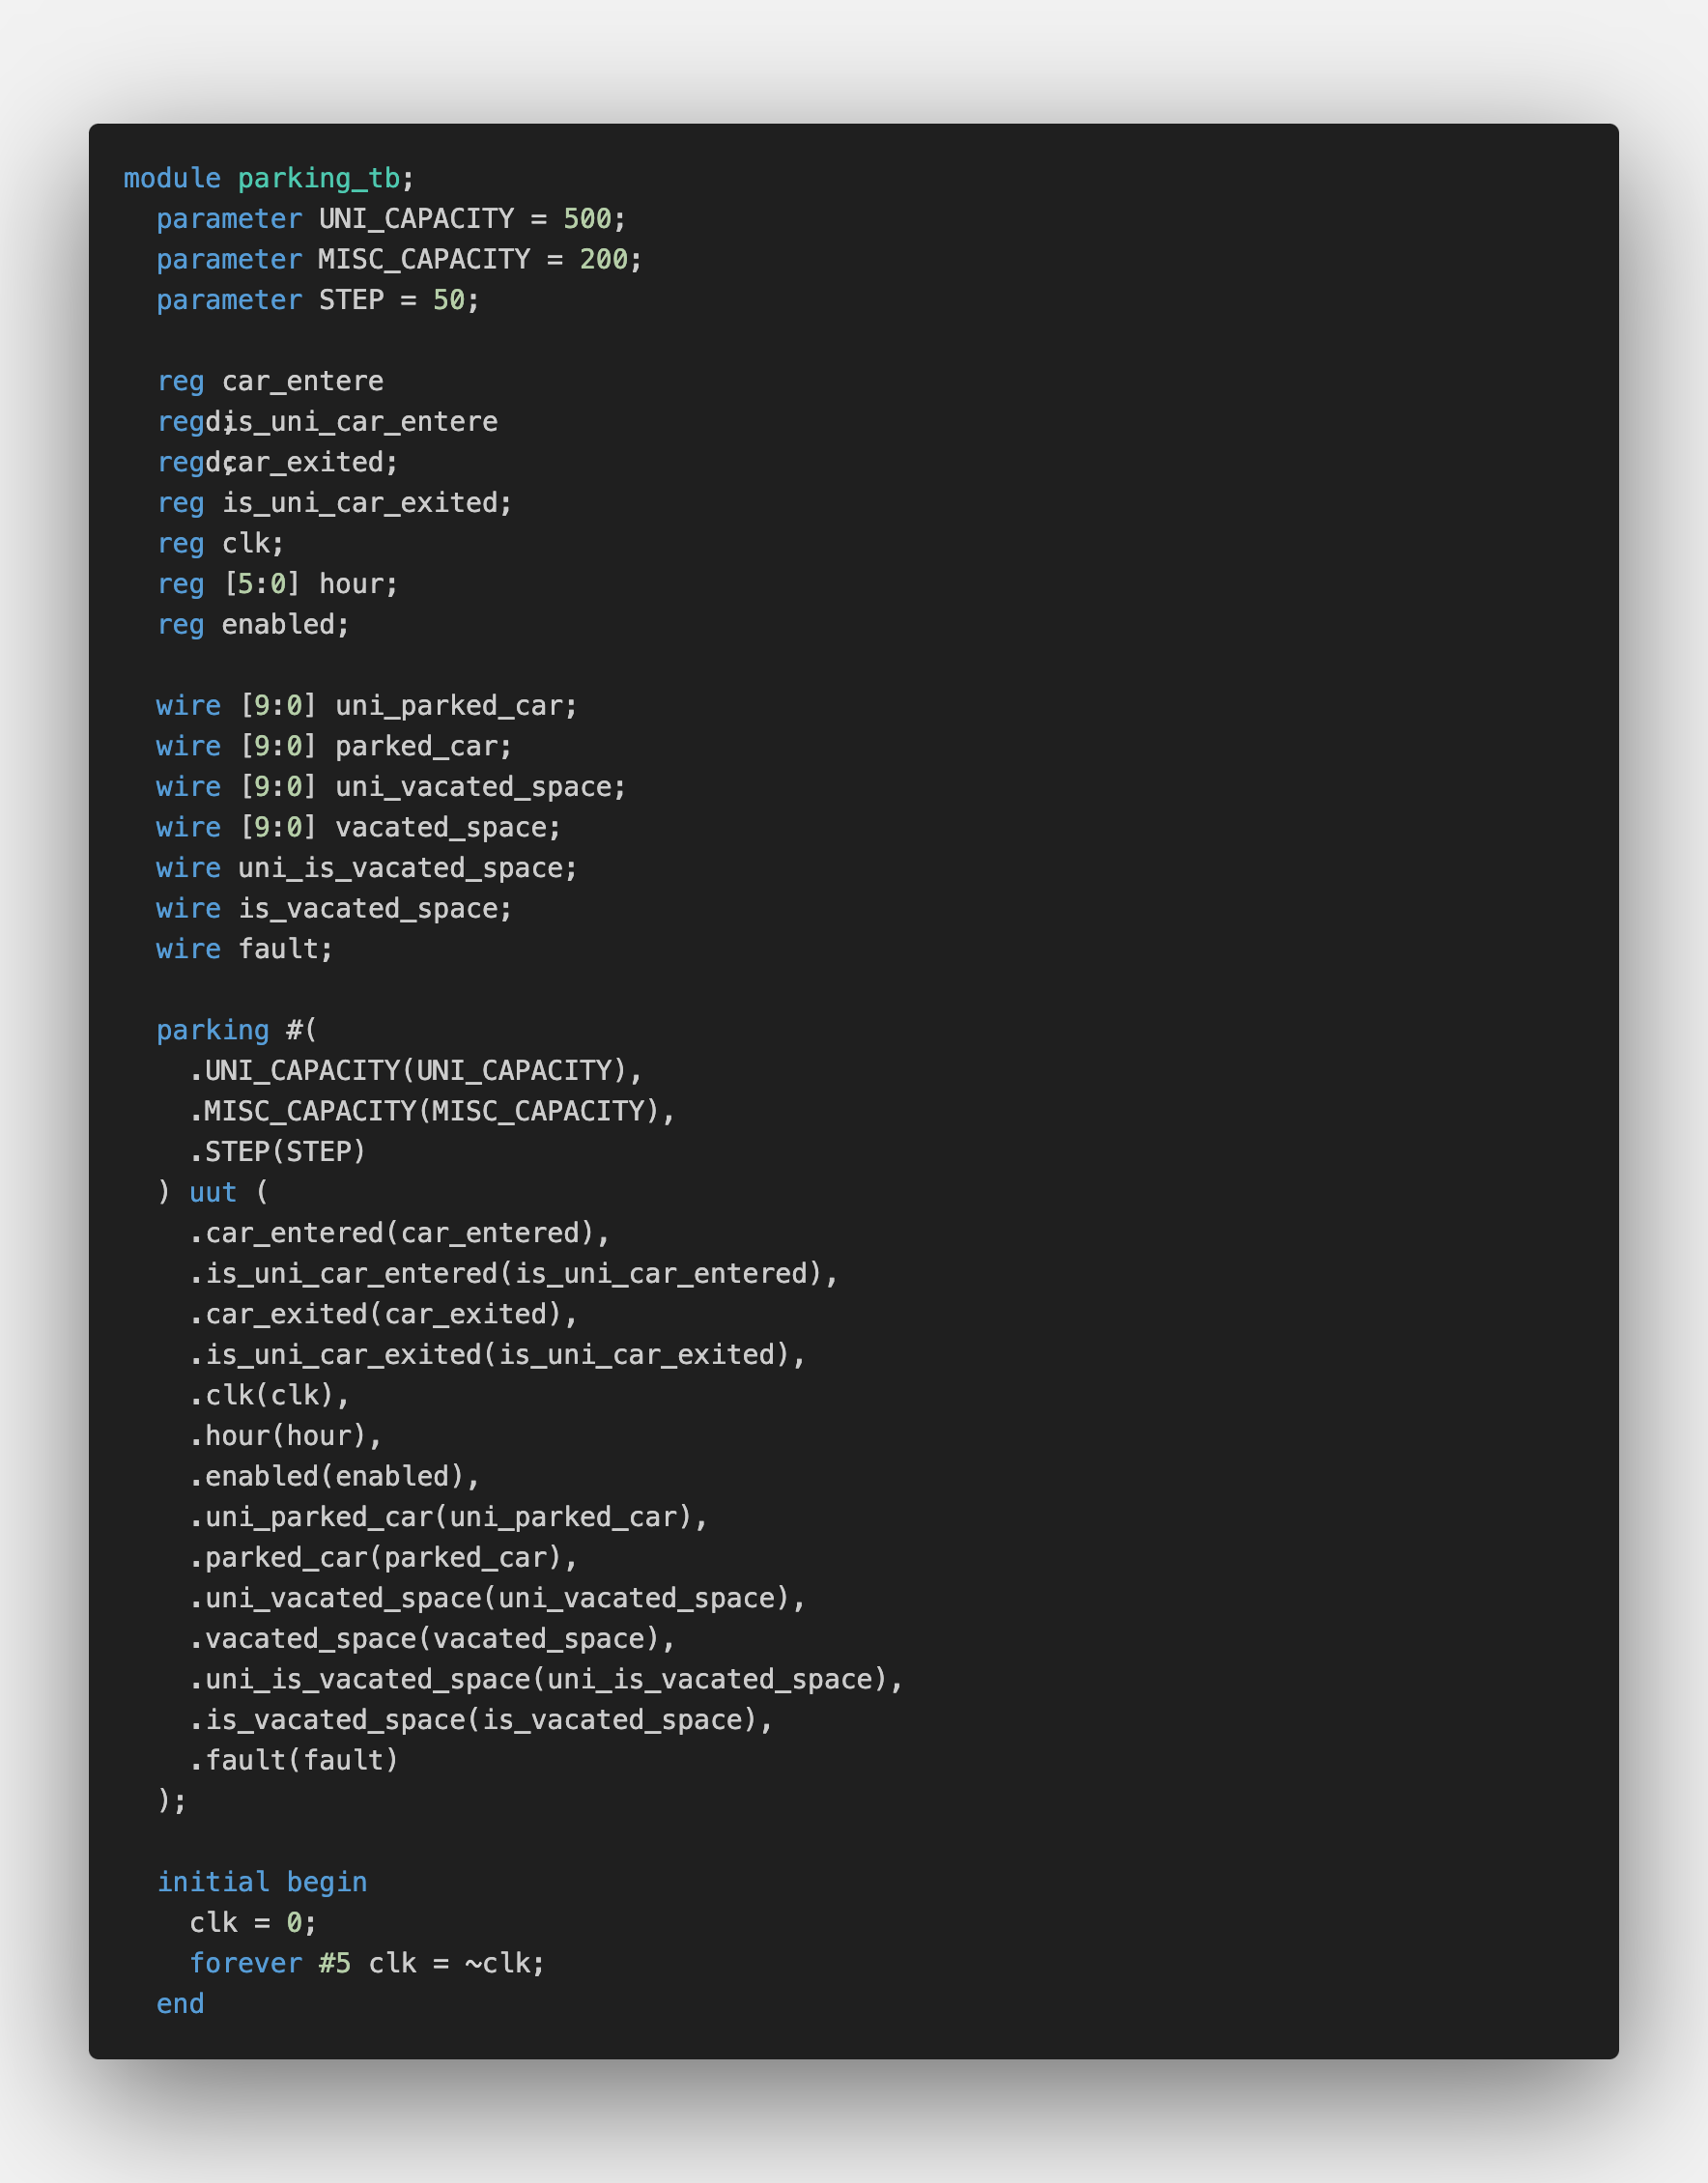 module parking_tb;
  parameter UNI_CAPACITY = 500;
  parameter MISC_CAPACITY = 200;
  parameter STEP = 50;

  reg car_entere
  regd;is_uni_car_entere
  regd;car_exited;
  reg is_uni_car_exited;
  reg clk;
  reg [5:0] hour;
  reg enabled;

  wire [9:0] uni_parked_car;
  wire [9:0] parked_car;
  wire [9:0] uni_vacated_space;
  wire [9:0] vacated_space;
  wire uni_is_vacated_space;
  wire is_vacated_space;
  wire fault;

  parking #(
    .UNI_CAPACITY(UNI_CAPACITY),
    .MISC_CAPACITY(MISC_CAPACITY),
    .STEP(STEP)
  ) uut (
    .car_entered(car_entered),
    .is_uni_car_entered(is_uni_car_entered),
    .car_exited(car_exited),
    .is_uni_car_exited(is_uni_car_exited),
    .clk(clk),
    .hour(hour),
    .enabled(enabled),
    .uni_parked_car(uni_parked_car),
    .parked_car(parked_car),
    .uni_vacated_space(uni_vacated_space),
    .vacated_space(vacated_space),
    .uni_is_vacated_space(uni_is_vacated_space),
    .is_vacated_space(is_vacated_space),
    .fault(fault)
  );

  initial begin
    clk = 0;
    forever #5 clk = ~clk;
  end